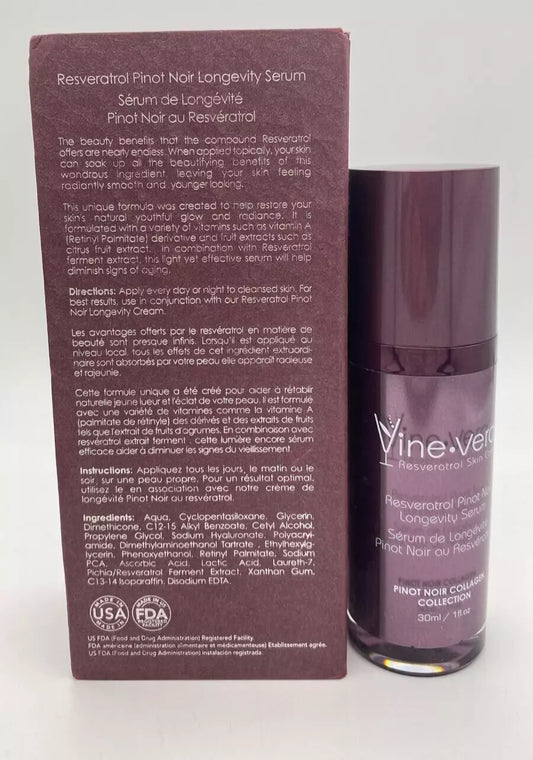 Resveratrol Pinot Noir Longevity Serum
Sérum de Longévité
Pinot Noir au Resvératrol
The beauty benefits that the compound Resveratrol
offers are nearly endless. When applied topically, your skin
can soak up all the beautifying benefits of this
wondrous ingredient, leaving your skin feeling
radiantly smooth and younger looking.
This unique formula was created to help restore your
skin's natural youthful glow and radiance. It is
formulated with a variety of vitamins such as vitamin A
(Retinyl Palmitate) derivative and fruit extracts such as
citrus fruit extract. In combination with Resveratrol
ferment extract, this light yet effective serum will help
diminish signs of aging.
Directions: Apply every day or night to cleansed skin. For
best results, use in conjunction with our Resveratrol Pinot
Noir Longevity Cream.
Les avantages offerts par le resvératrol en matière de
beauté sont presque infinis. Lorsqu'il est appliqué au
niveau local, tous les effets de cet ingrédient extraordi-
naire sont absorbés par votre peau elle apparaît radieuse
et rajeunie.
Cette formule unique a été créé pour aider à rétablir
naturelle jeune lueur et l'éclat de votre peau. Il est formulé
avec une variété de vitamines comme la vitamine A
(palmitate de rétinyle) des dérivés et des extraits de fruits
tels que l'extrait de fruits d'agrumes. En combinaison avec
resvératrol extrait ferment , cette lumière encore sérum
efficace aider à diminuer les signes du vieillissement.
Instructions: Appliquez tous les jours, le matin ou le
soir, sur une peau propre. Pour un résultat optimal,
utilisez le en association avec notre crème de
longévité Pinot Noir au resvératrol.
Ingredients: Aqua, Cyclopentasiloxane, Glycerin,
Dimethicone, C12-15 Alkyl Benzoate, Cetyl Alcohol,
Propylene Glycol, Sodium Hyaluronate, Polyacryl-
amide, Dimethylaminoethanol Tartrate , Ethylhexylg-
lycerin, Phenoxyethanol, Retinyl Palmitate, Sodium
PCA, Ascorbic Acid, Lactic Acid, Laureth-7,
Pichia/Resveratrol Ferment Extract, Xanthan Gum,
C13-14 Isoparaffin, Disodium EDTA.
MADE IN
USA
MADE IN
MADE IN US
FDA
REGISTERED
FACILITY
US FDA (Food and Drug Administration) Registered Facility.
FDA américaine (administration alimentaire et médicamenteuse) Etablissement agrée.
US FDA (Food and Drug Administration) instalación registrada.
Vine·vera
Resveratrol Skin
Resveratrol Pinot Noir
Longevity Serum
Sérum de Longévité
Pinot Noir au Resvératrol
PINOT NOIR COLLAGEN
COLLECTION
30ml / 1fl.oz